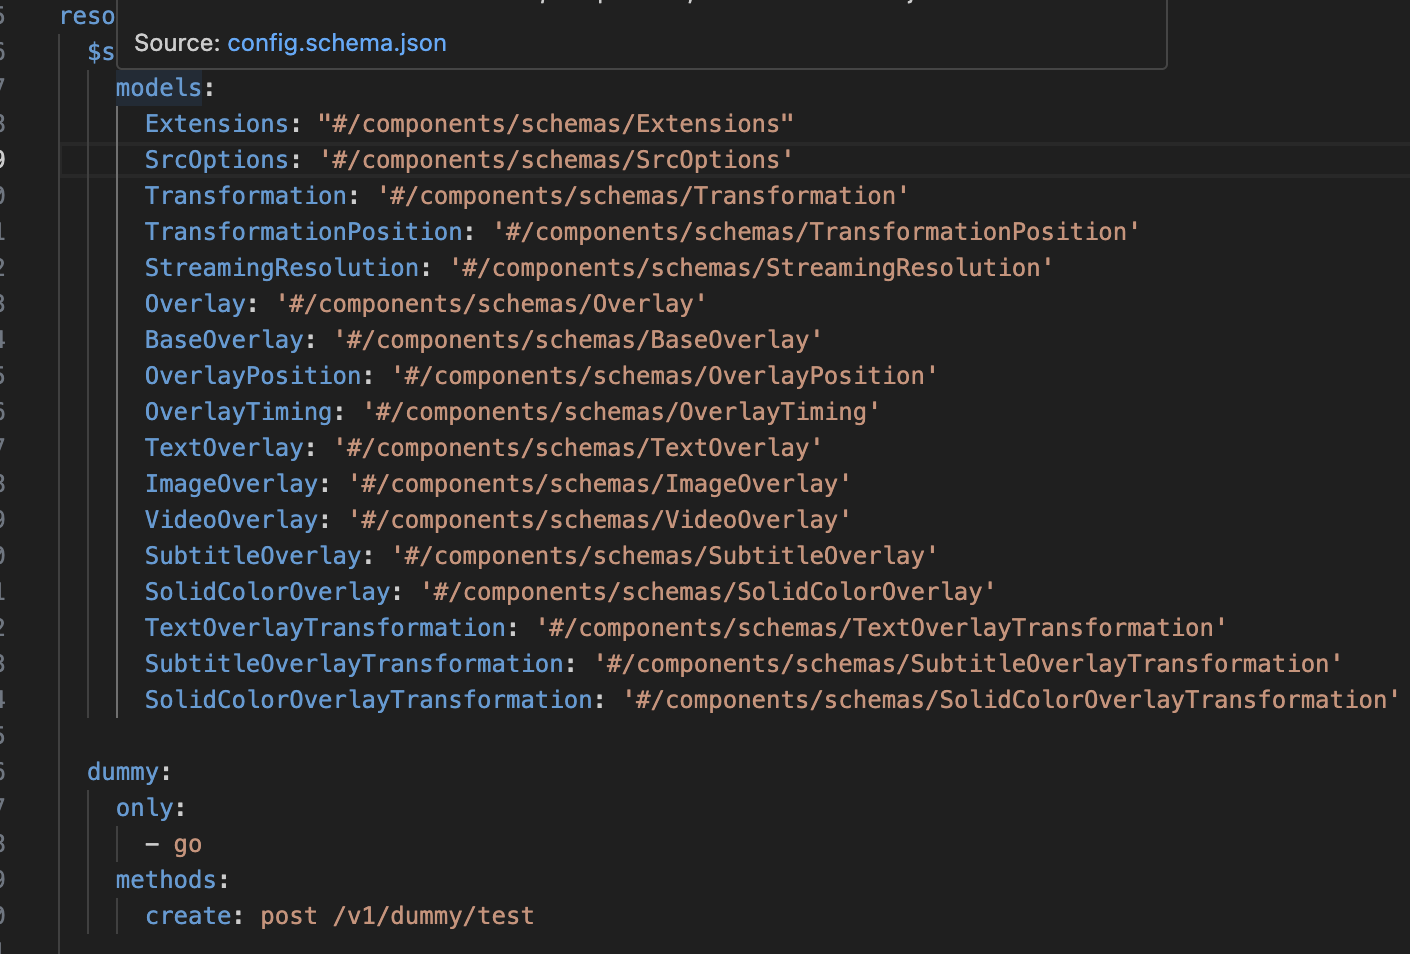 reso
Source: config.schema.json
$s
models:
Extensions: "#/components/schemas/Extensions"
SrcOptions: '#/components/schemas/SrcOptions'
Transformation: '#/components/schemas/Transformation'
TransformationPosition: '#/components/schemas/TransformationPosition'
StreamingResolution: '#/components/schemas/StreamingResolution'
Overlay: '#/components/schemas/Overlay'
BaseOverlay: '#/components/schemas/BaseOverlay'
OverlayPosition: '#/components/schemas/OverlayPosition'
OverlayTiming: '#/components/schemas/OverlayTiming'
TextOverlay: '#/components/schemas/TextOverlay'
ImageOverlay: '#/components/schemas/ImageOverlay'
VideoOverlay: '#/components/schemas/VideoOverlay'
SubtitleOverlay: '#/components/schemas/SubtitleOverlay'
SolidColorOverlay: '#/components/schemas/SolidColorOverlay'
TextOverlayTransformation: '#/components/schemas/TextOverlayTransformation'
SubtitleOverlayTransformation: '#/components/schemas/SubtitleOverlayTransformation'
SolidColorOverlayTransformation: '#/components/schemas/SolidColorOverlayTransformation'
dummy:
only:
- go
methods:
create: post /v1/dummy/test